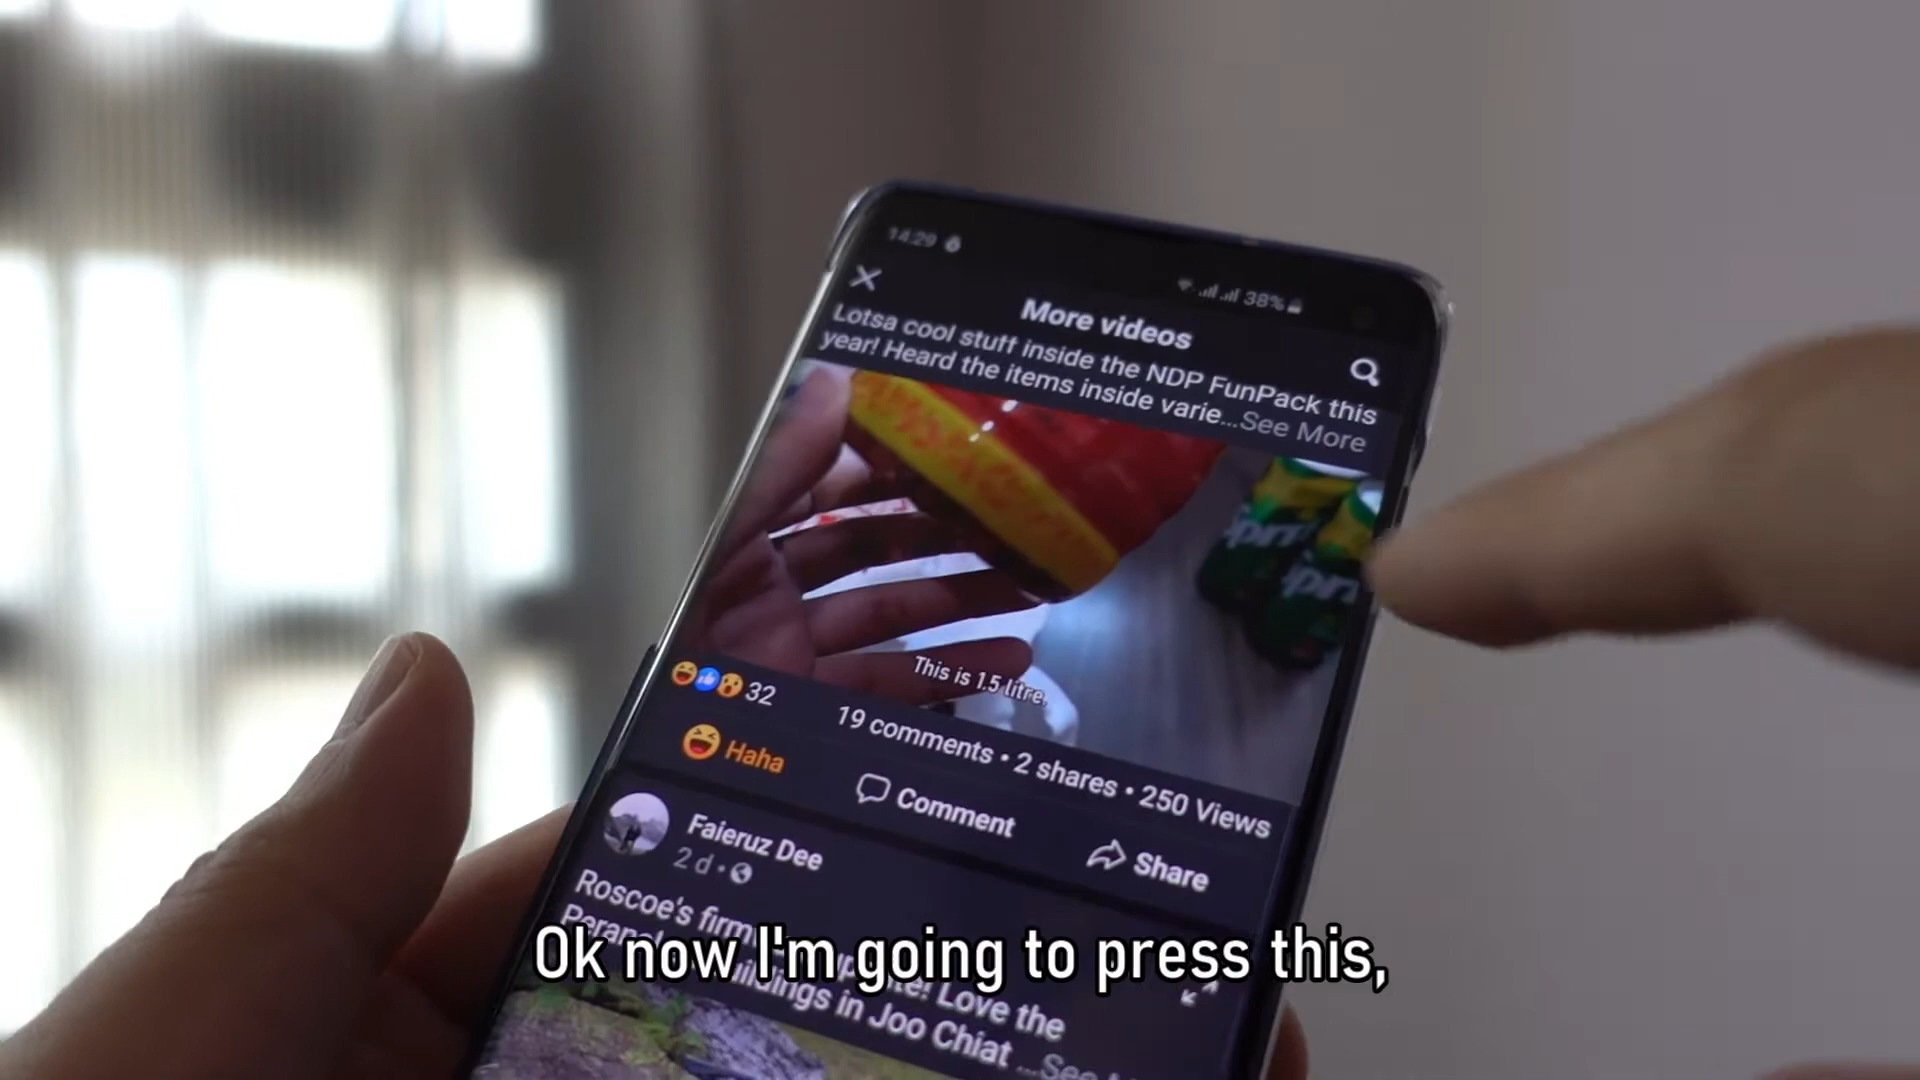 14:29
38%
More videos
Lotsa cool stuff inside the NDP FunPack this
year! Heard the items inside varie...See More
This is 1.5 litre,
32
19 comments • 2 shares • 250 Views
Haha
Comment
Share
Faieruz Dee
2 d •
Roscoe's
Love the
in Joo Chiat ...See
Ok now I'm going to press this,